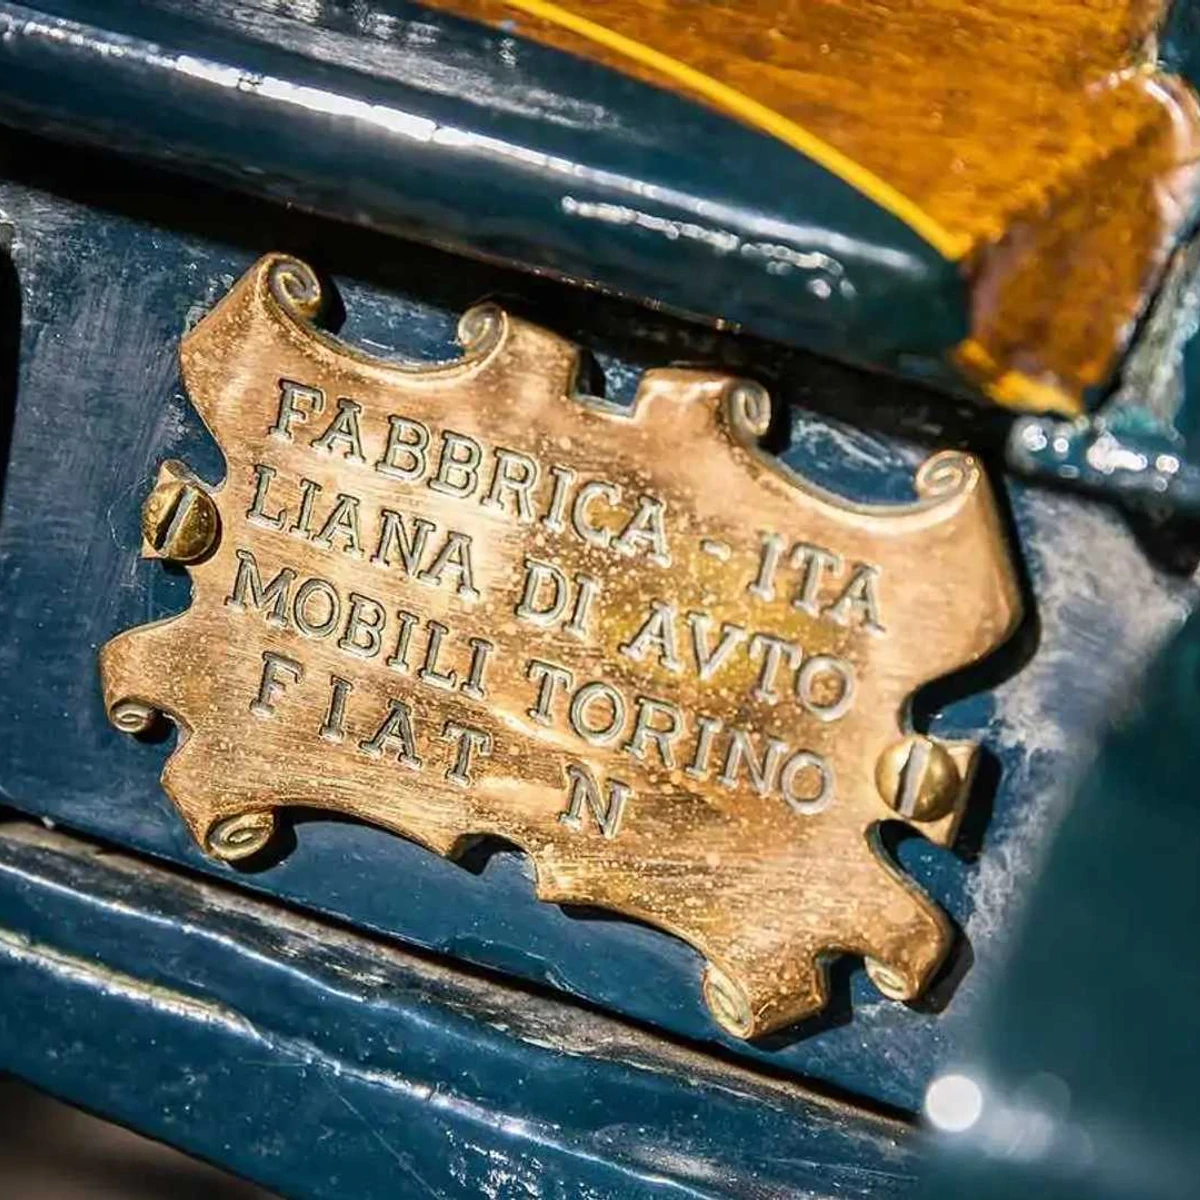 FABBRICA - ITA
LIANA DI AVTO
MOBILI TORINO
FIAT N